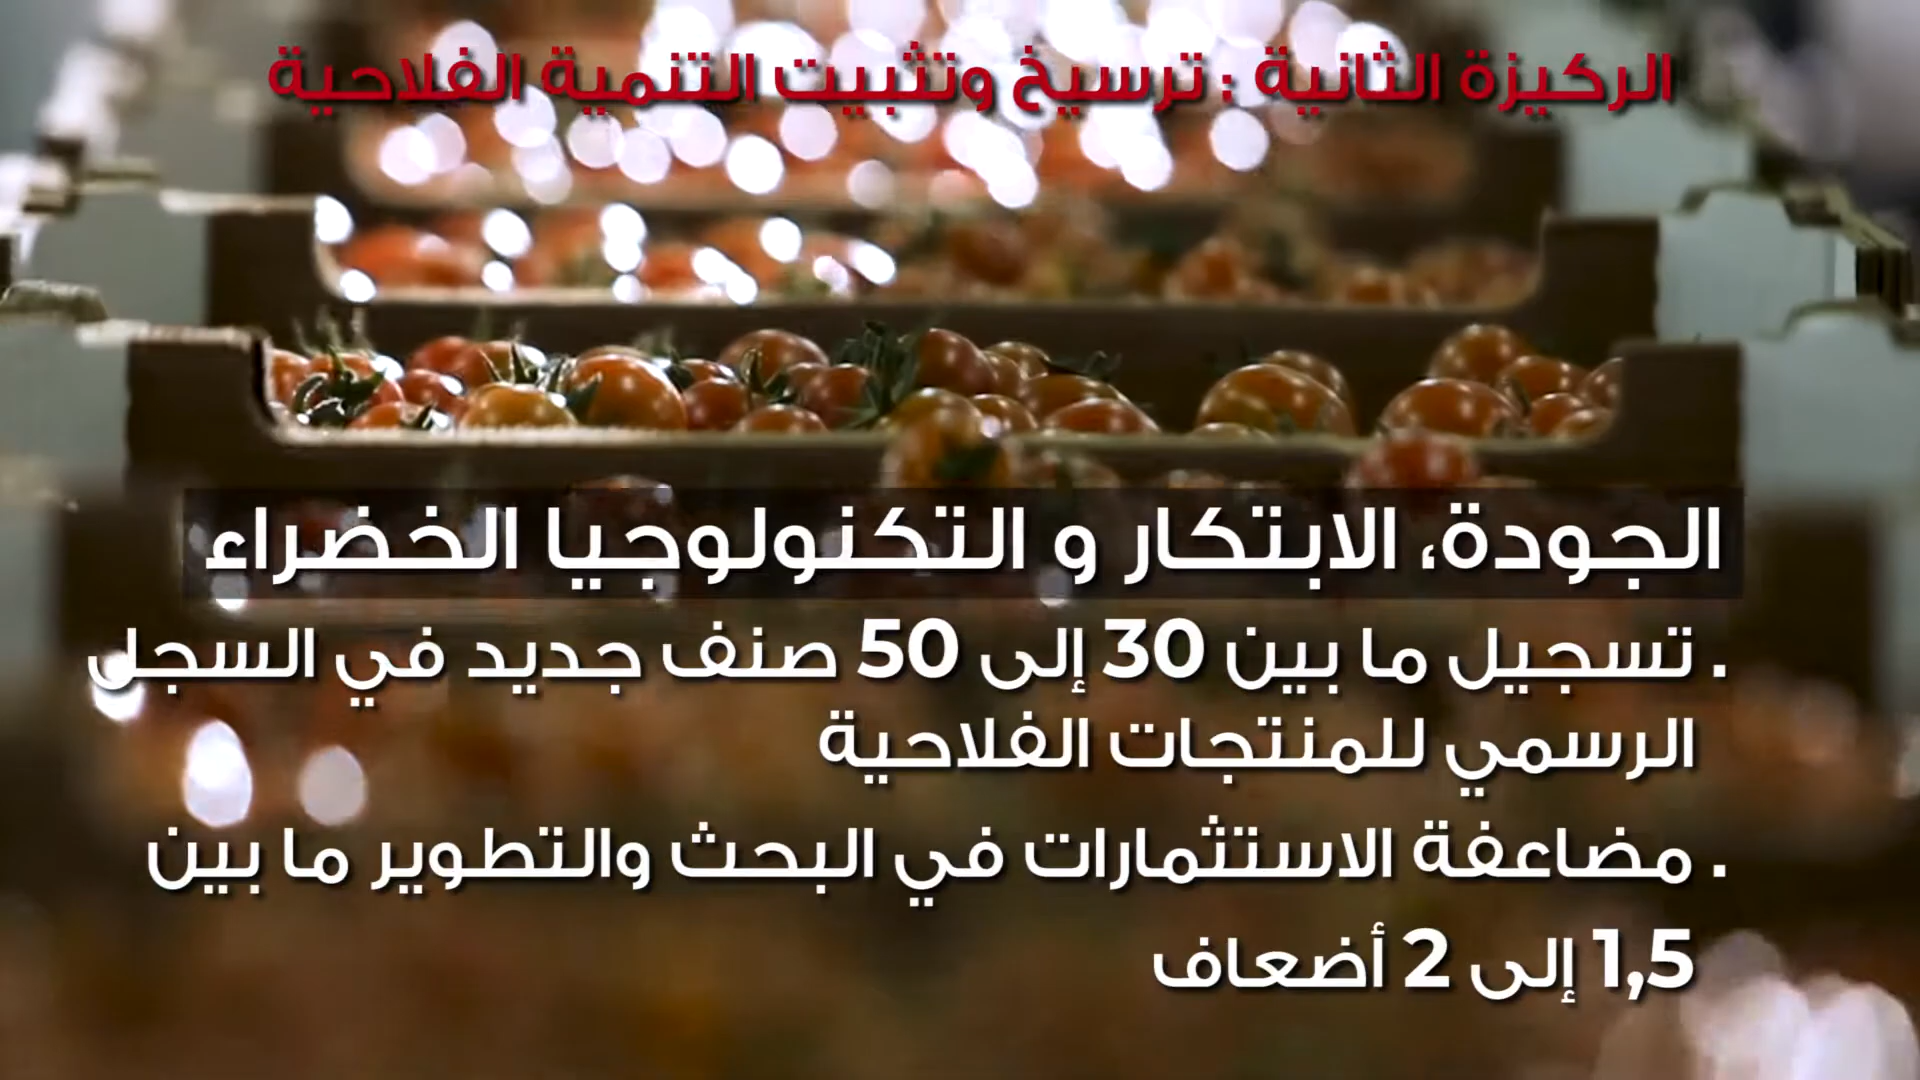 الركيزة الثانية : ترسيخ وتثبيت التنمية الفلاحية
الجودة، الابتكار و التكنولوجيا الخضراء
. تسجيل ما بين 30 إلى 50 صنف جديد في السجل
الرسمي للمنتجات الفلاحية
. مضاعفة الاستثمارات في البحث والتطوير ما بين
1,5 إلى 2 أضعاف